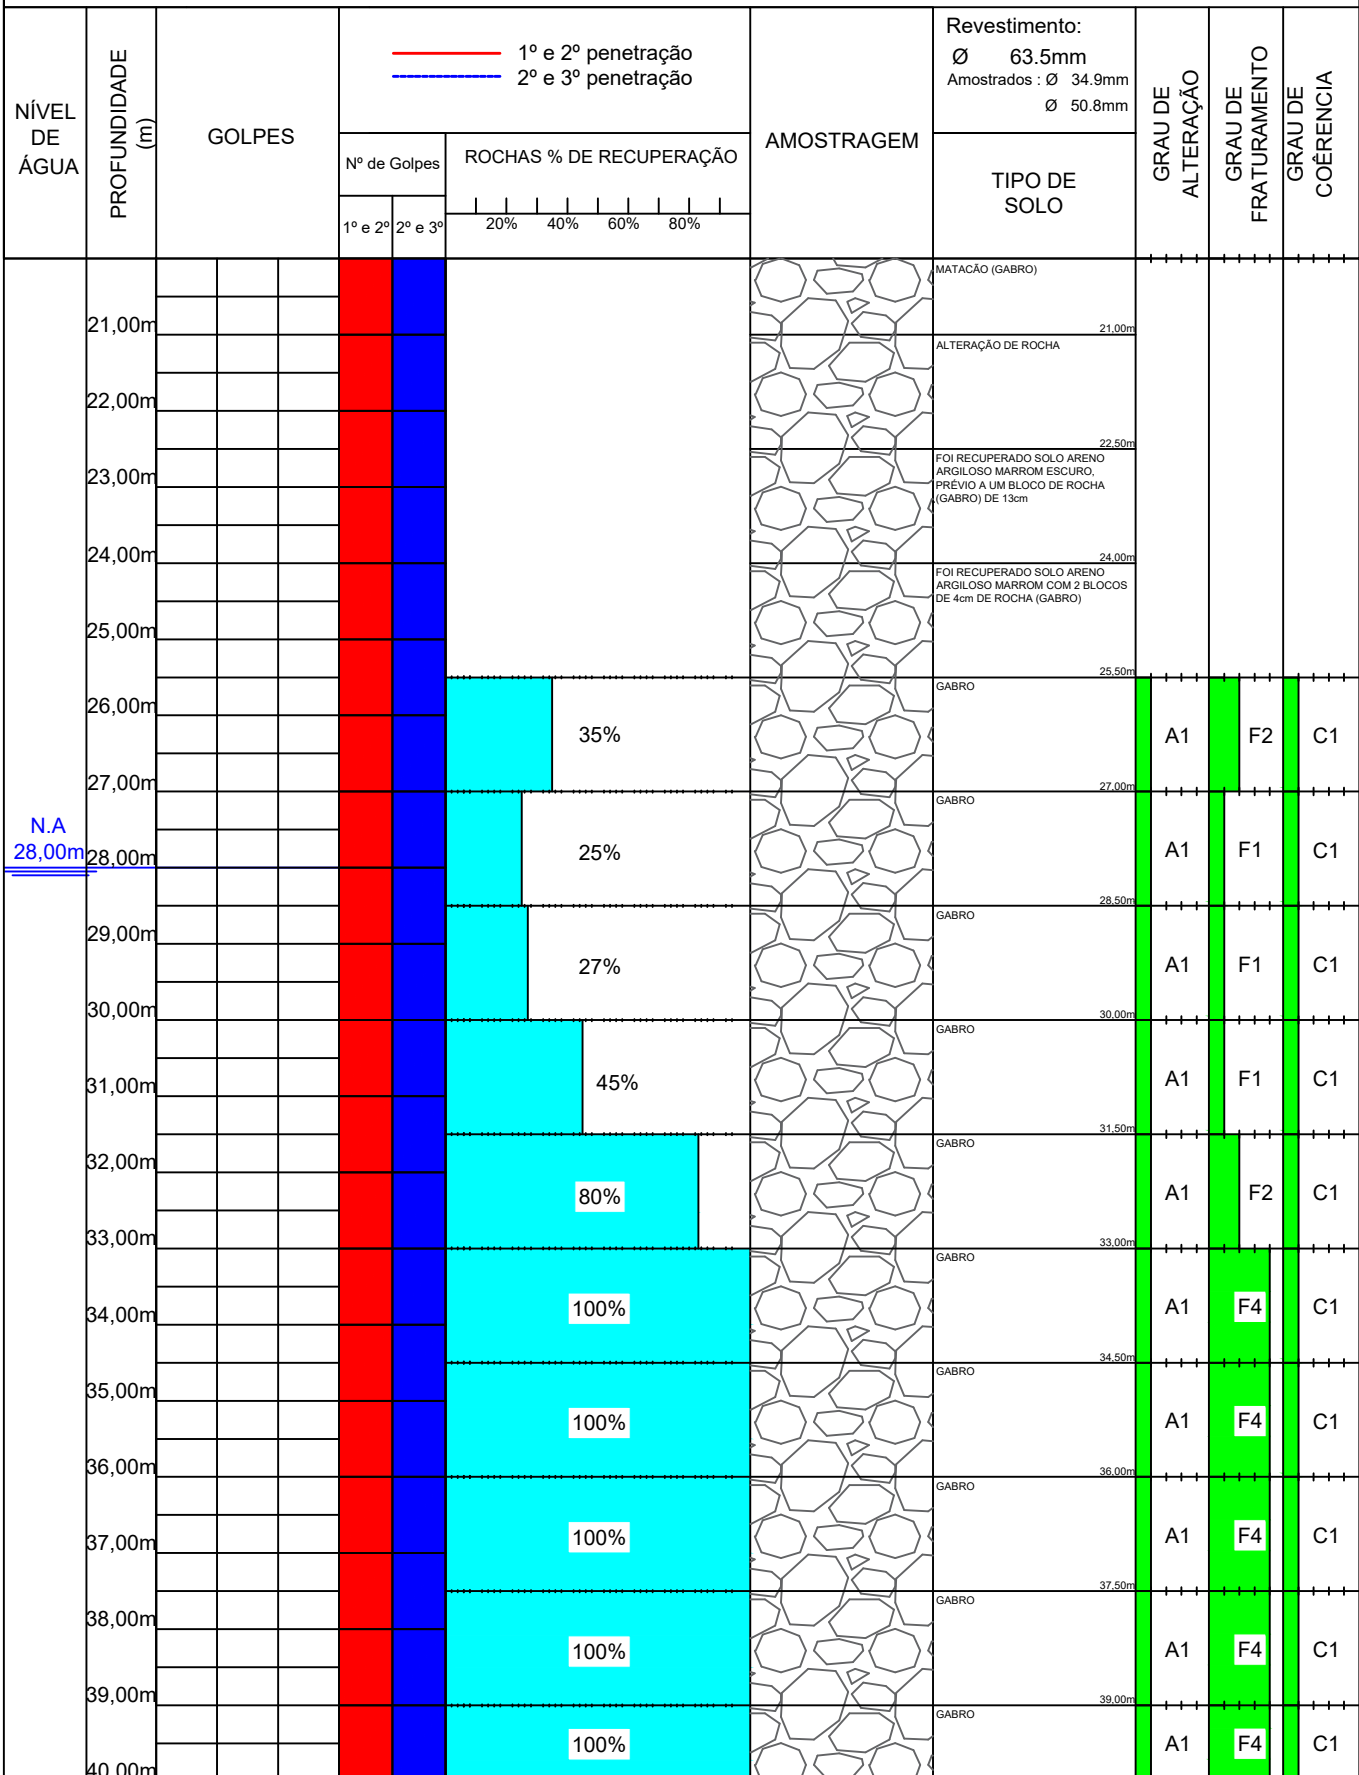 NÍVEL
DE
ÁGUA
PROFUNDIDADE
(m)
GOLPES
1º e 2º penetração
2º e 3º penetração
Nº de Golpes
1º e 2º
2º e 3º
ROCHAS % DE RECUPERAÇÃO
20% 40% 60% 80%
AMOSTRAGEM
Revestimento:
Ø 63.5mm
Amostrados : Ø 34.9mm
Ø 50.8mm
TIPO DE
SOLO
GRAU DE
ALTERAÇÃO
GRAU DE
FRATURAMENTO
GRAU DE
COÊRENCIA
MATACÃO (GABRO)
21,00m
21,00m
ALTERAÇÃO DE ROCHA
22,00m
22,50m
FOI RECUPERADO SOLO ARENO
ARGILOSO MARROM ESCURO,
PRÉVIO A UM BLOCO DE ROCHA
(GABRO) DE 13cm
23,00m
24,00m
24,00m
FOI RECUPERADO SOLO ARENO
ARGILOSO MARROM COM 2 BLOCOS
DE 4cm DE ROCHA (GABRO)
25,00m
25,50m
GABRO
26,00m
35% A1 F2 C1
27,00m
27,00m
GABRO
N.A
28,00m
28,00m
25% A1 F1 C1
28,50m
GABRO
29,00m
27% A1 F1 C1
30,00m
30,00m
GABRO
31,00m
45% A1 F1 C1
31,50m
GABRO
32,00m
80% A1 F2 C1
33,00m
33,00m
GABRO
34,00m
100% A1 F4 C1
34,50m
GABRO
35,00m
100% A1 F4 C1
36,00m
36,00m
GABRO
37,00m
100% A1 F4 C1
37,50m
GABRO
38,00m
100% A1 F4 C1
39,00m
39,00m
GABRO
100% A1 F4 C1
40,00m